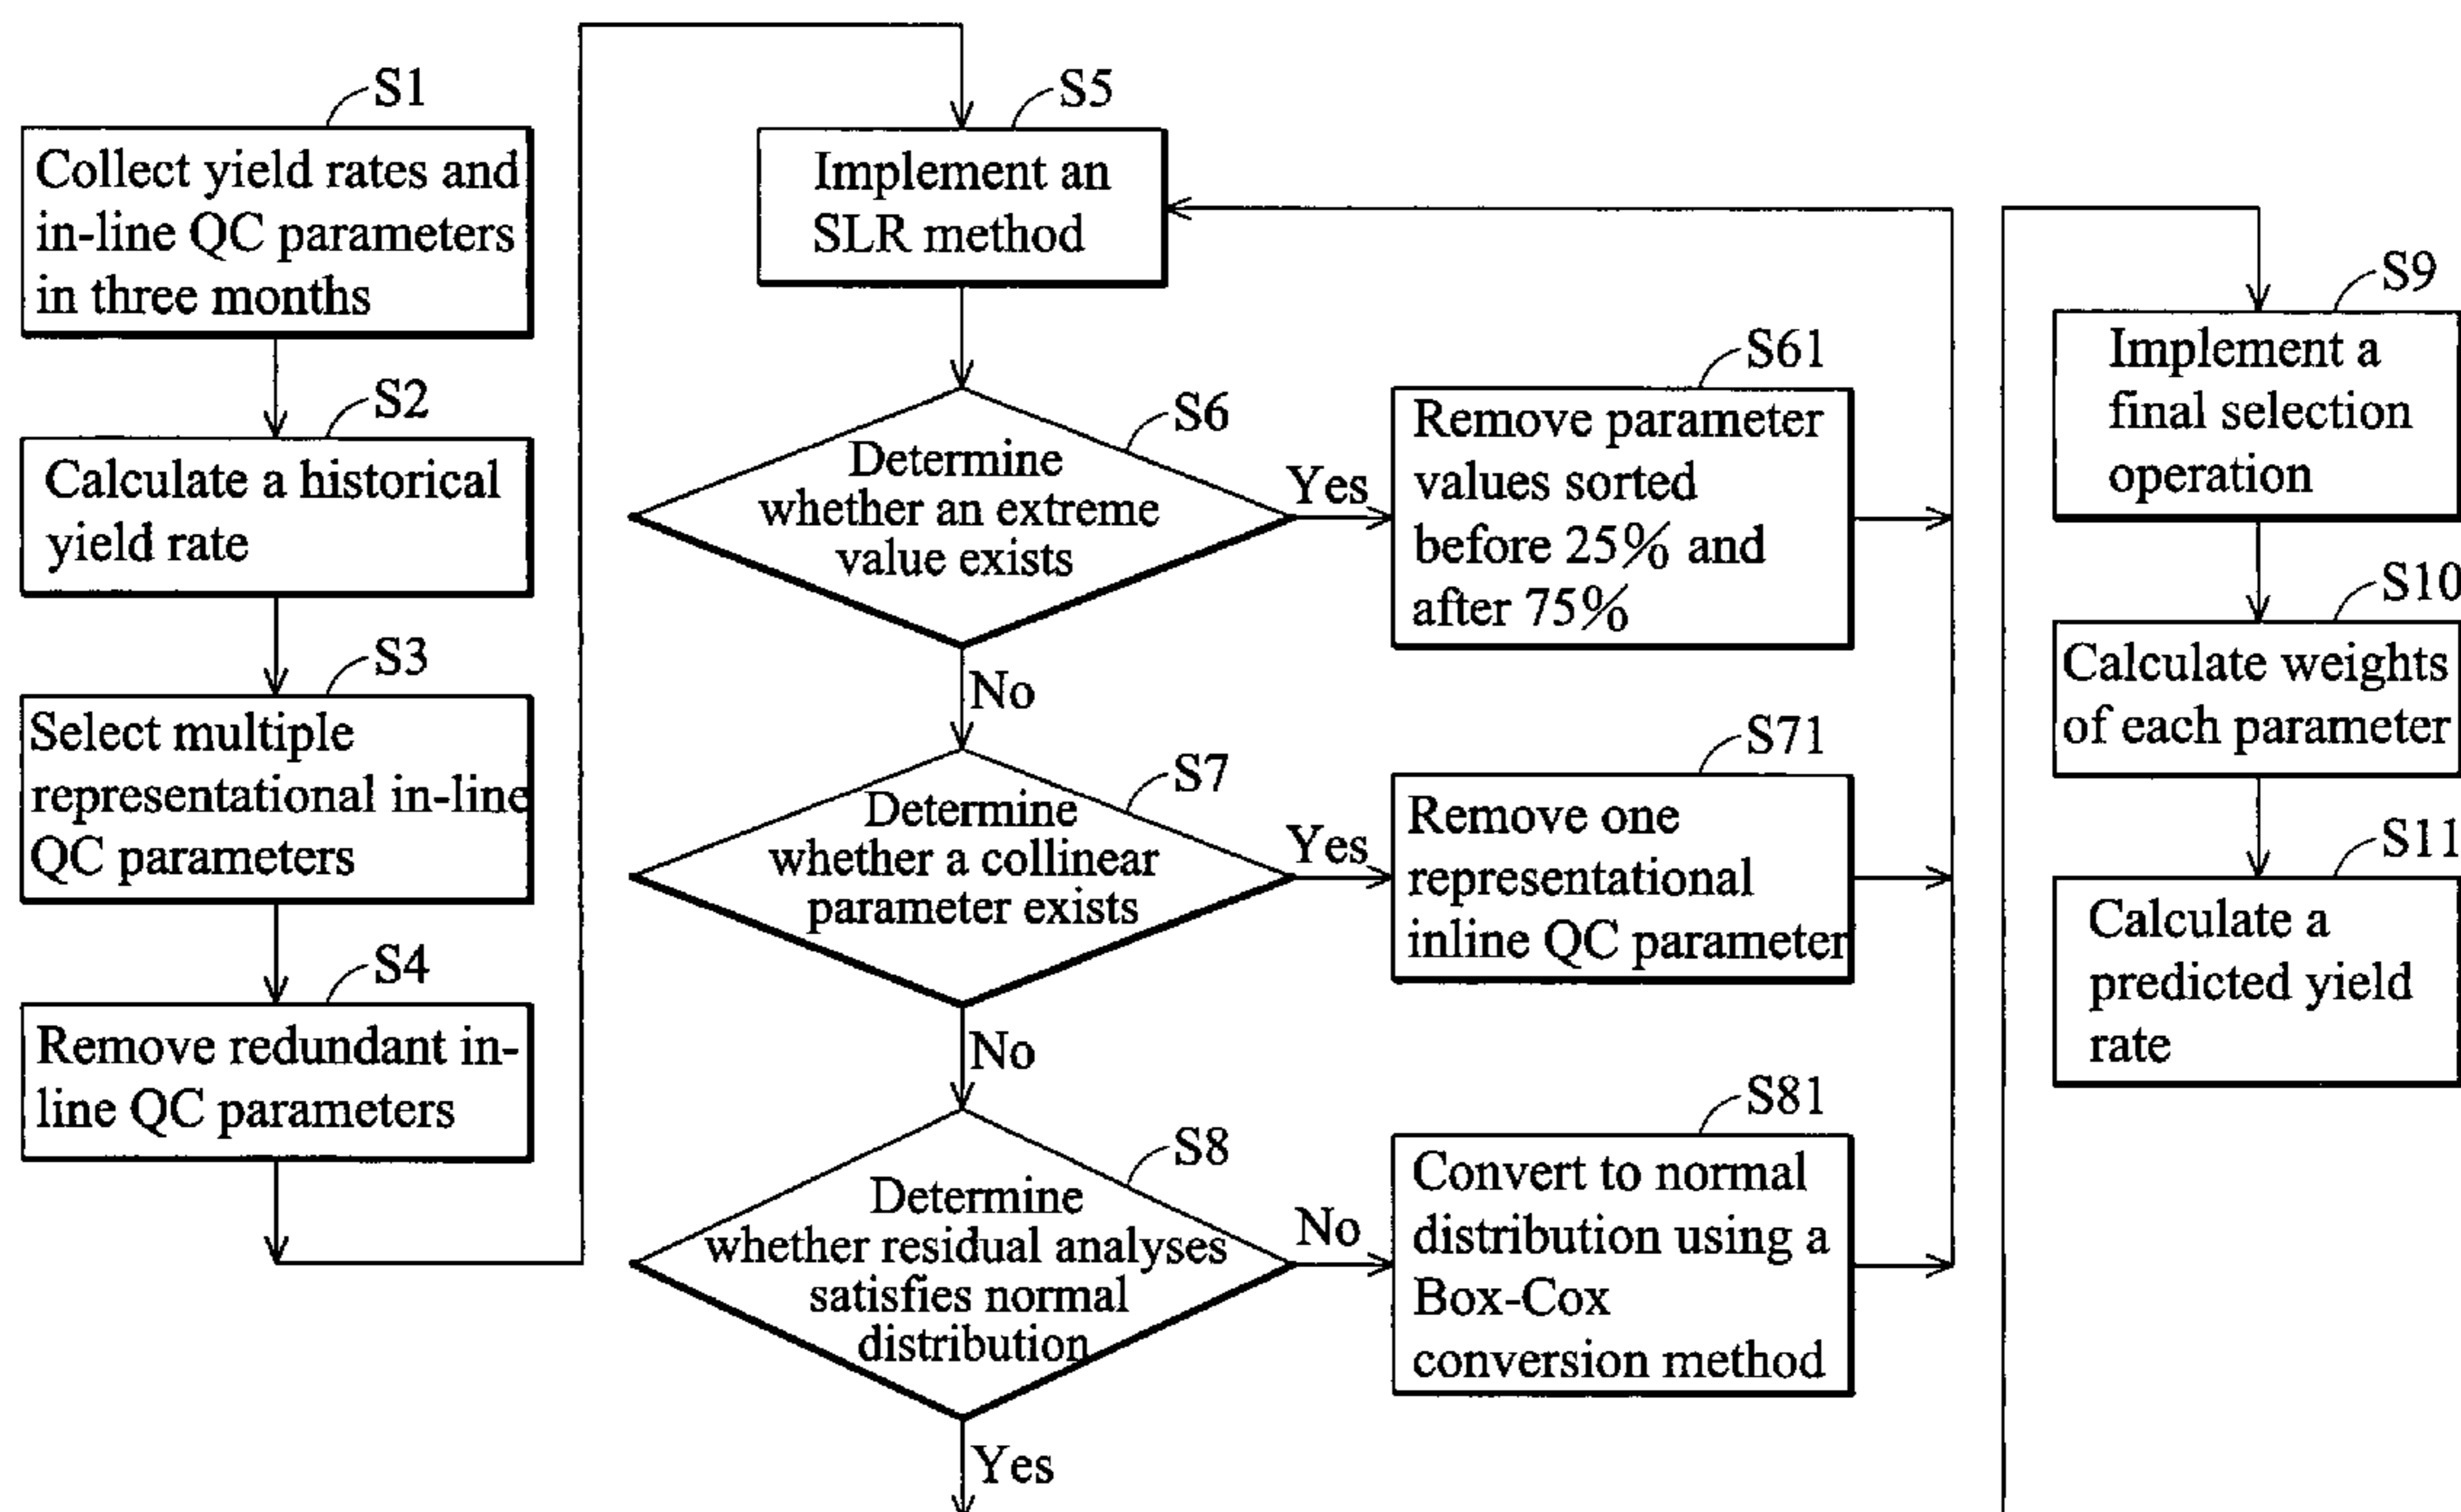 S1
Collect yield rates and
in-line QC parameters
in three months
S2
Calculate a historical
yield rate
S3
Select multiple
representational in-line
QC parameters
S4
Remove redundant in-
line QC parameters
S5
Implement an
SLR method
S6
Determine
whether an extreme
value exists
Yes
No
S61
Remove parameter
values sorted
before 25% and
after 75%
S7
Determine
whether a collinear
parameter exists
Yes
No
S71
Remove one
representational
inline QC parameter
S8
Determine
whether residual analyses
satisfies normal
distribution
No
Yes
S81
Convert to normal
distribution using a
Box-Cox
conversion method
S9
Implement a
final selection
operation
S10
Calculate weights
of each parameter
S11
Calculate a
predicted yield
rate